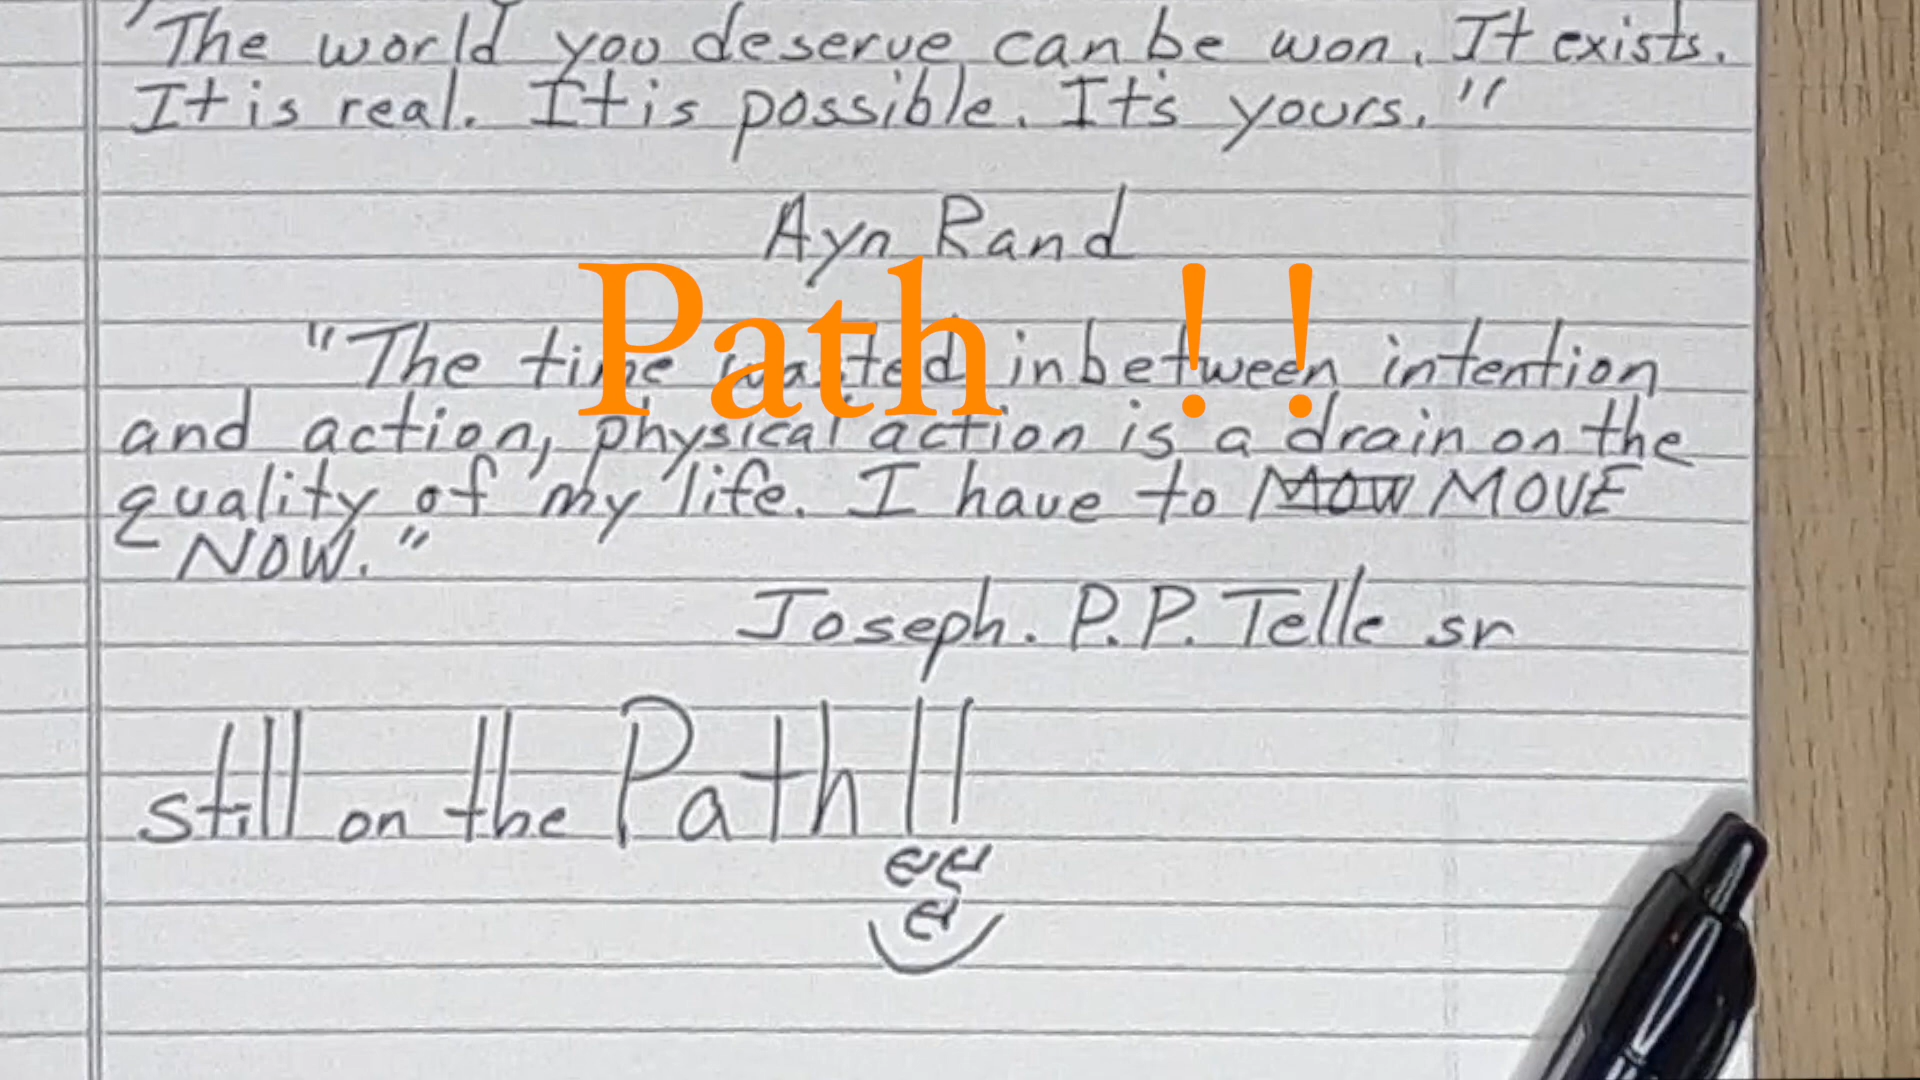 "The world you deserve can be won. It exists.
It is real. It is possible. It's yours."
Ayn Rand
Path !!
"The time wasted inbetween intention
and action, physical action is a drain on the
quality of my life. I have to MOW MOVE
NOW."
Joseph. P.P. Telle sr
still on the Path!!